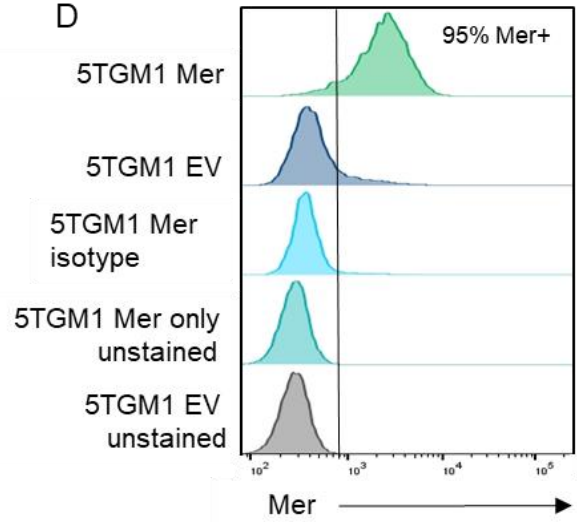 D
95% Mer+
5TGM1 Mer
5TGM1 EV
5TGM1 Mer
isotype
5TGM1 Mer only
unstained
5TGM1 EV
unstained
10² 10³ 10⁴ 10⁵
Mer